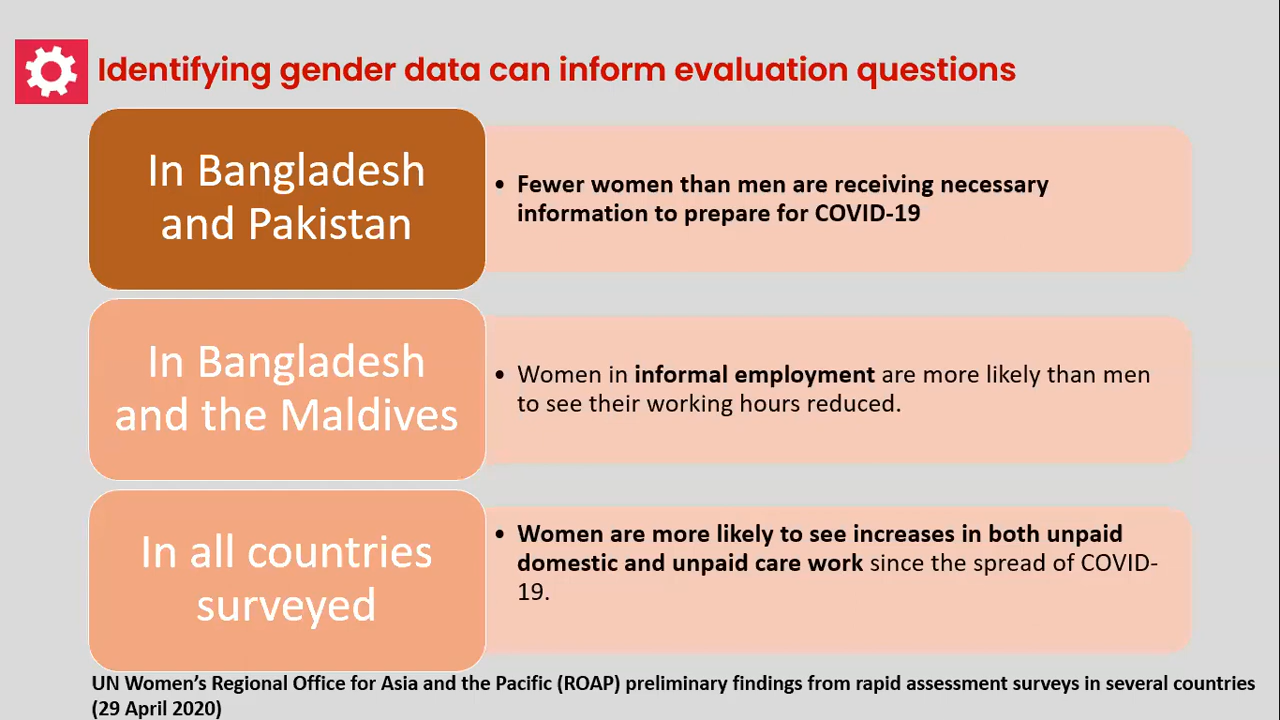 Identifying gender data can inform evaluation questions
In Bangladesh
and Pakistan
• Fewer women than men are receiving necessary
information to prepare for COVID-19
In Bangladesh
and the Maldives
• Women in informal employment are more likely than men
to see their working hours reduced.
In all countries
surveyed
• Women are more likely to see increases in both unpaid
domestic and unpaid care work since the spread of COVID-
19.
UN Women’s Regional Office for Asia and the Pacific (ROAP) preliminary findings from rapid assessment surveys in several countries
(29 April 2020)